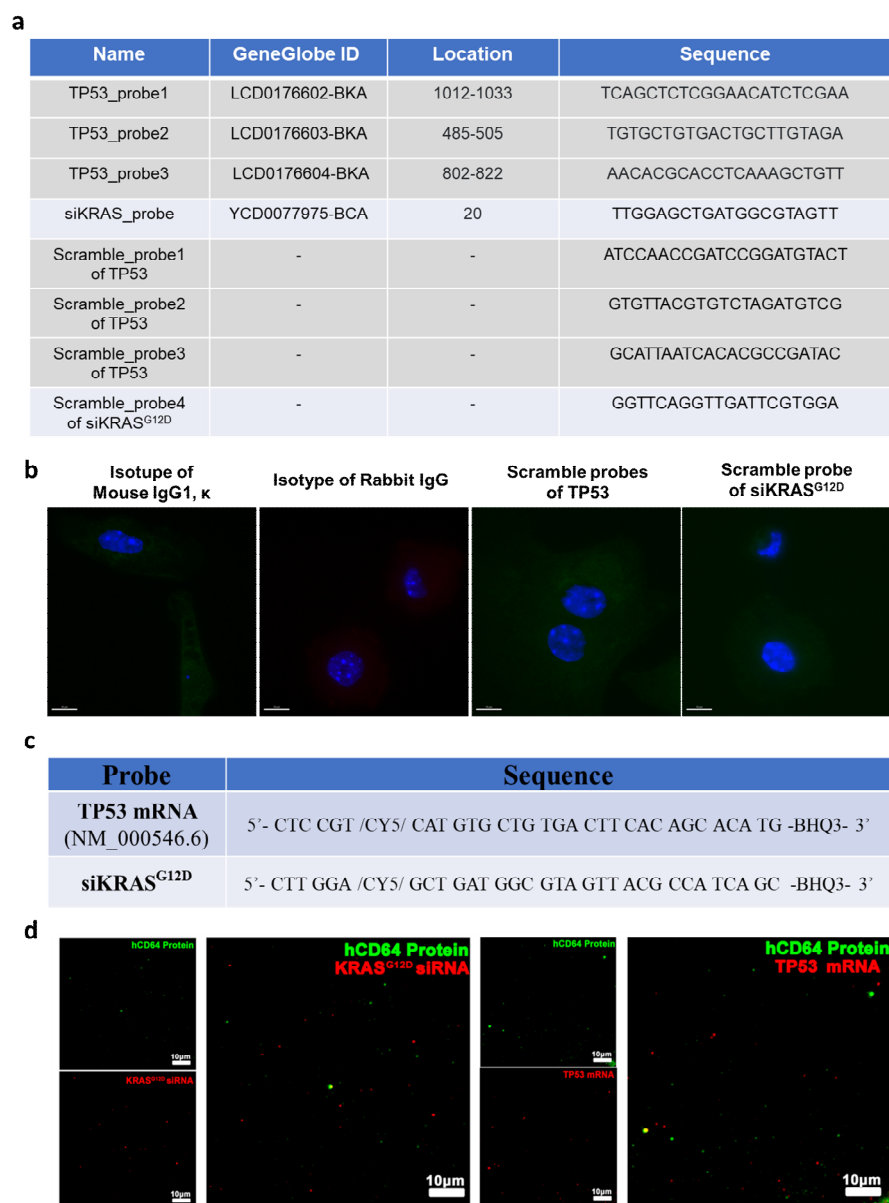 a
Name GeneGlobe ID Location Sequence
TP53_probe1 LCD0176602-BKA 1012-1033 TCAGCTCTCGGAACATCTCGAA
TP53_probe2 LCD0176603-BKA 485-505 TGTGCTGTGACTGCTTGTAGA
TP53_probe3 LCD0176604-BKA 802-822 AACACGCACCTCAAAGCTGTT
siKRAS_probe YCD0077975-BCA 20 TTGGAGCTGATGGCGTAGTT
Scramble_probe1
of TP53 - - ATCCAACCGATCCGGATGTACT
Scramble_probe2
of TP53 - - GTGTTACGTGTCTAGATGTCG
Scramble_probe3
of TP53 - - GCATTAATCACACGCCGATAC
Scramble_probe4
of siKRASG12D - - GGTTCAGGTTGATTCGTGGA
b
Isotupe of
Mouse IgG1, κ
Isotype of Rabbit IgG
Scramble probes
of TP53
Scramble probe
of siKRASG12D
c
Probe Sequence
TP53 mRNA
(NM_000546.6)
5’- CTC CGT /CY5/ CAT GTG CTG TGA CTT CAC AGC ACA TG -BHQ3- 3’
siKRASG12D
5’- CTT GGA /CY5/ GCT GAT GGC GTA GTT ACG CCA TCA GC -BHQ3- 3’
d
hCD64 Protein
10μm
KRASG12D siRNA
10μm
hCD64 Protein
KRASG12D siRNA
10μm
hCD64 Protein
10μm
TP53 mRNA
10μm
hCD64 Protein
TP53 mRNA
10μm